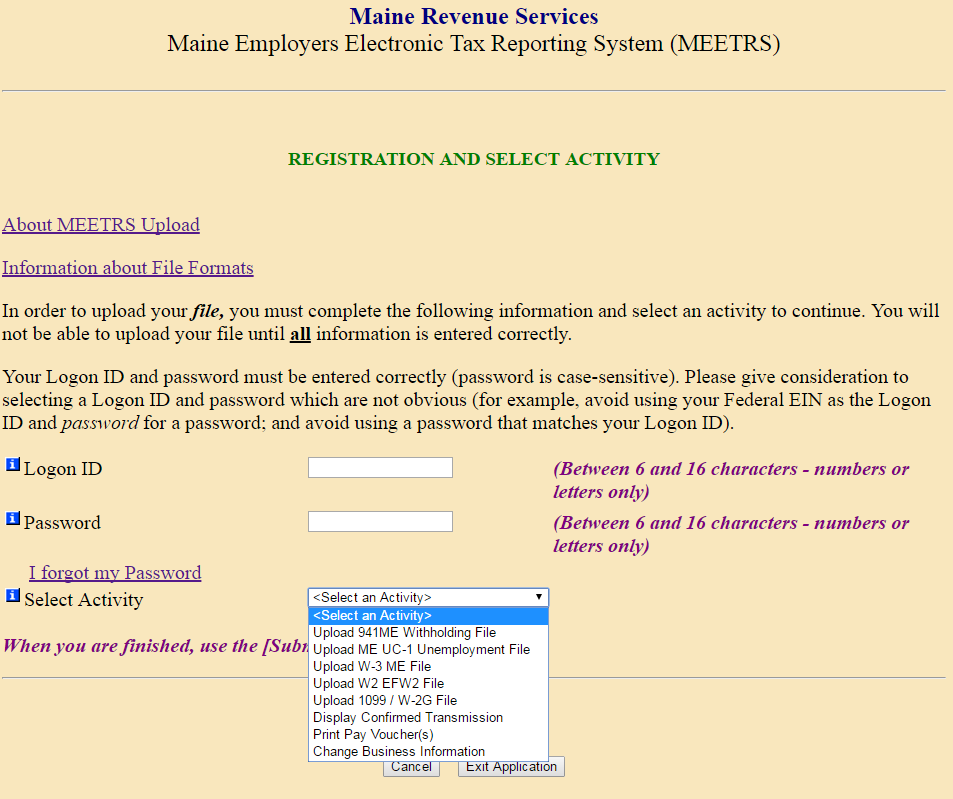 Maine Revenue Services
Maine Employers Electronic Tax Reporting System (MEETRS)
REGISTRATION AND SELECT ACTIVITY
About MEETRS Upload
Information about File Formats
In order to upload your file, you must complete the following information and select an activity to continue. You will
not be able to upload your file until all information is entered correctly.
Your Logon ID and password must be entered correctly (password is case-sensitive). Please give consideration to
selecting a Logon ID and password which are not obvious (for example, avoid using your Federal EIN as the Logon
ID and password for a password; and avoid using a password that matches your Logon ID).
i Logon ID
(Between 6 and 16 characters - numbers or
letters only)
i Password
(Between 6 and 16 characters - numbers or
letters only)
I forgot my Password
i Select Activity
<Select an Activity>
<Select an Activity>
Upload 941ME Withholding File
Upload ME UC-1 Unemployment File
Upload W-3 ME File
Upload W2 EFW2 File
Upload 1099 / W-2G File
Display Confirmed Transmission
Print Pay Voucher(s)
Change Business Information
When you are finished, use the
Cancel
Exit Application